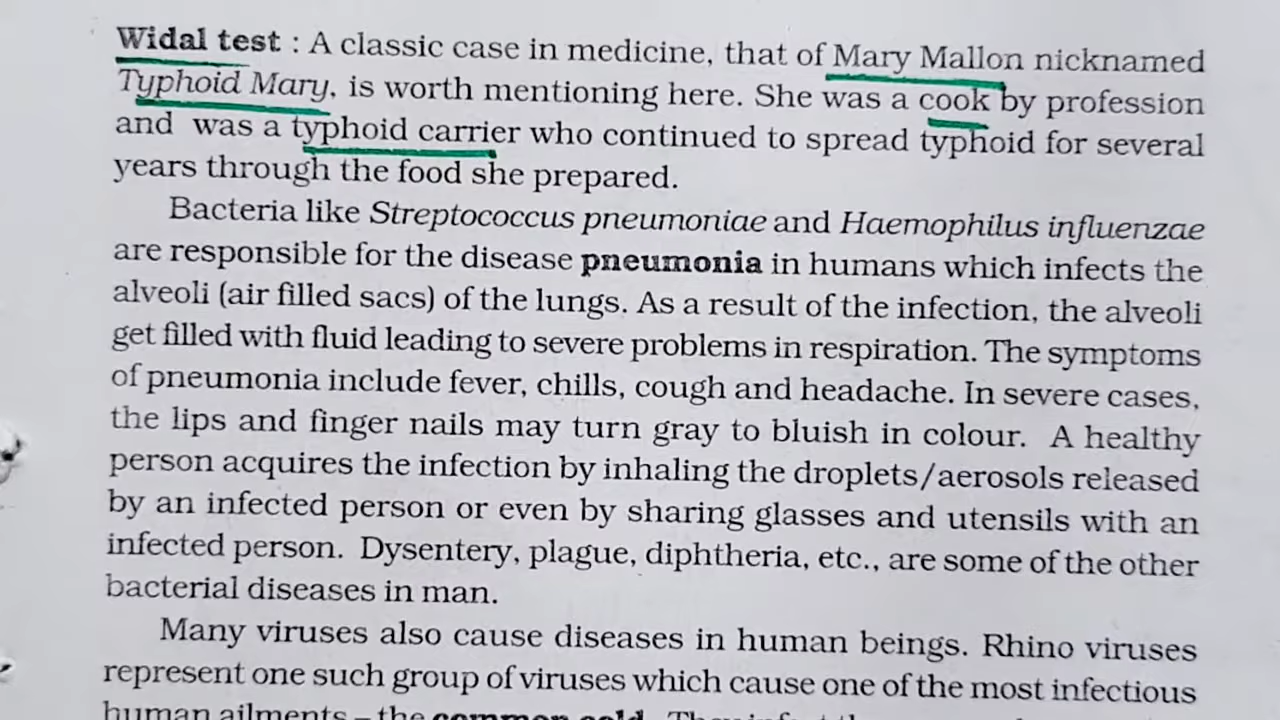 Widal test : A classic case in medicine, that of Mary Mallon nicknamed
Typhoid Mary, is worth mentioning here. She was a cook by profession
and was a typhoid carrier who continued to spread typhoid for several
years through the food she prepared.
Bacteria like Streptococcus pneumoniae and Haemophilus influenzae
are responsible for the disease pneumonia in humans which infects the
alveoli (air filled sacs) of the lungs. As a result of the infection, the alveoli
get filled with fluid leading to severe problems in respiration. The symptoms
of pneumonia include fever, chills, cough and headache. In severe cases,
the lips and finger nails may turn gray to bluish in colour. A healthy
person acquires the infection by inhaling the droplets/aerosols released
by an infected person or even by sharing glasses and utensils with an
infected person. Dysentery, plague, diphtheria, etc., are some of the other
bacterial diseases in man.
Many viruses also cause diseases in human beings. Rhino viruses
represent one such group of viruses which cause one of the most infectious
human ailments – the common cold. They infect the